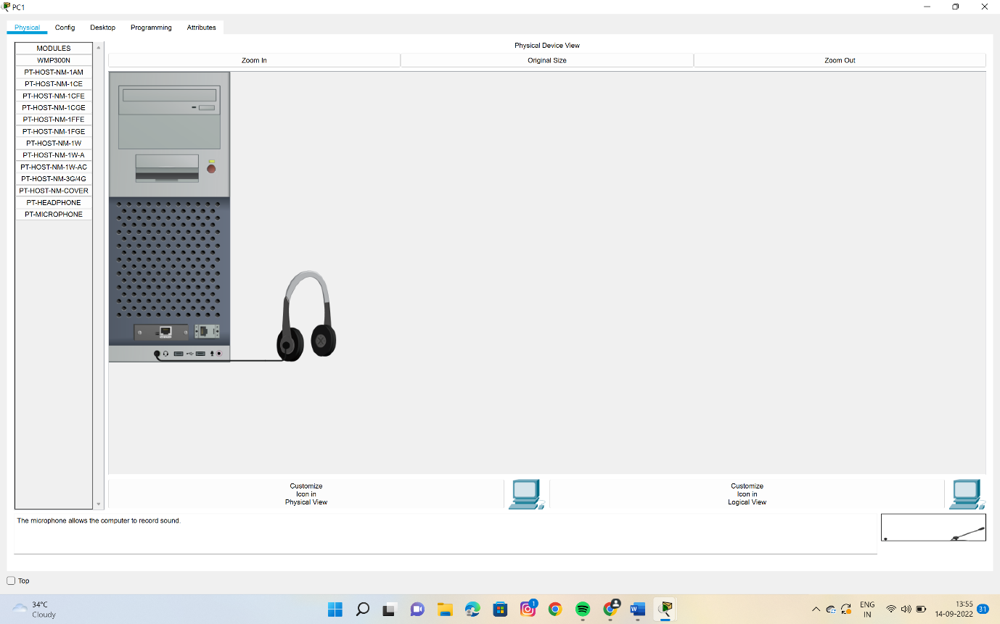 PC1
Physical
Config
Desktop
Programming
Attributes
MODULES
WMP300N
PT-HOST-NM-1AM
PT-HOST-NM-1CE
PT-HOST-NM-1CFE
PT-HOST-NM-1CGE
PT-HOST-NM-1FFE
PT-HOST-NM-1FGE
PT-HOST-NM-1W
PT-HOST-NM-1W-A
PT-HOST-NM-1W-AC
PT-HOST-NM-3G/4G
PT-HOST-NM-COVER
PT-HEADPHONE
PT-MICROPHONE
Physical Device View
Zoom In
Original Size
Zoom Out
Customize
Icon in
Physical View
Customize
Icon in
Logical View
The microphone allows the computer to record sound.
Top
34°C
Cloudy
1
W
ENG
IN
13:55
14-09-2022
31